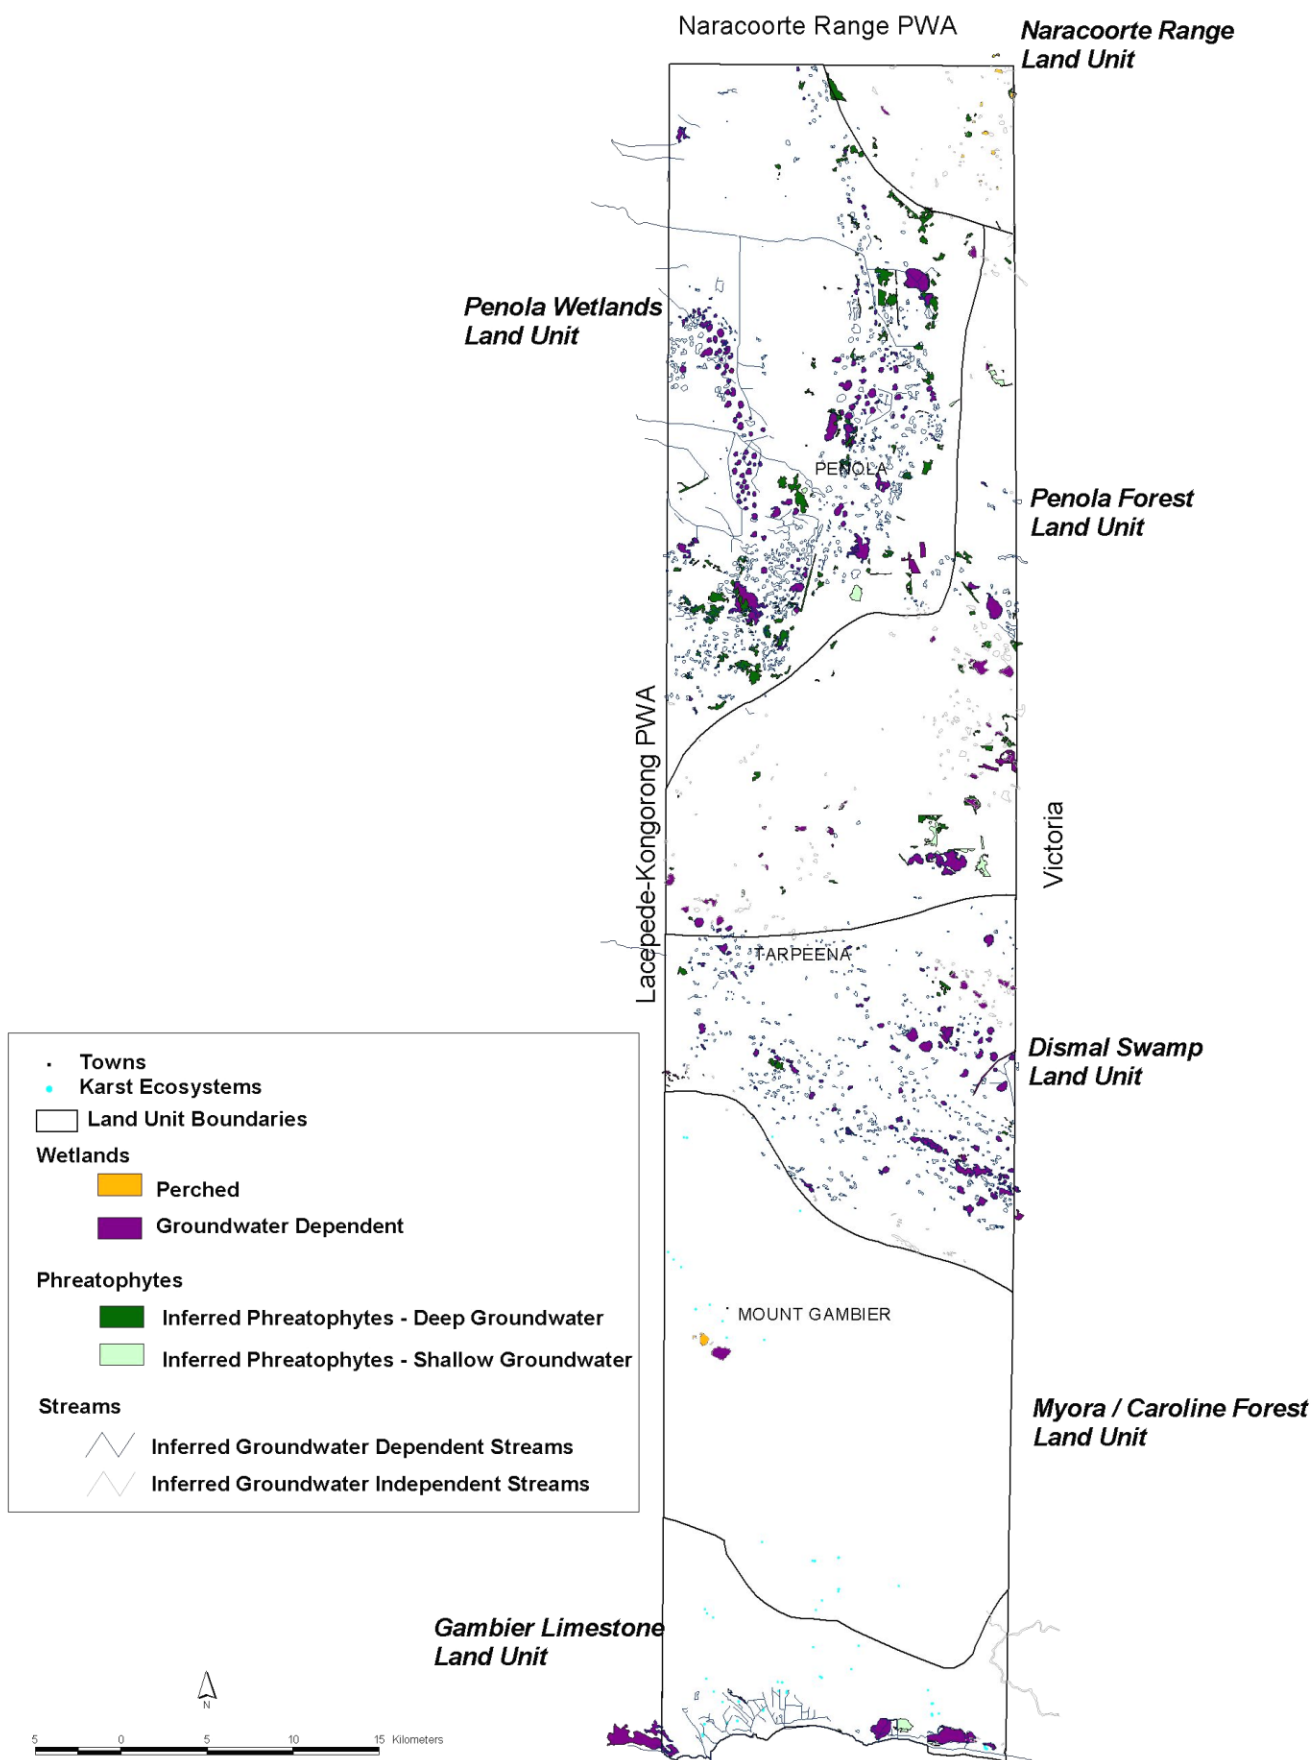 Naracoorte Range PWA
Naracoorte Range
Land Unit
Penola Wetlands
Land Unit
PENOLA
Penola Forest
Land Unit
Lacepede-Kongorong PWA
Victoria
TARPEENA
Dismal Swamp
Land Unit
Towns
Karst Ecosystems
Land Unit Boundaries
Wetlands
Perched
Groundwater Dependent
Phreatophytes
Inferred Phreatophytes - Deep Groundwater
Inferred Phreatophytes - Shallow Groundwater
Streams
Inferred Groundwater Dependent Streams
Inferred Groundwater Independent Streams
MOUNT GAMBIER
Myora / Caroline Forest
Land Unit
Gambier Limestone
Land Unit
N
5 0 5 10 15 Kilometers